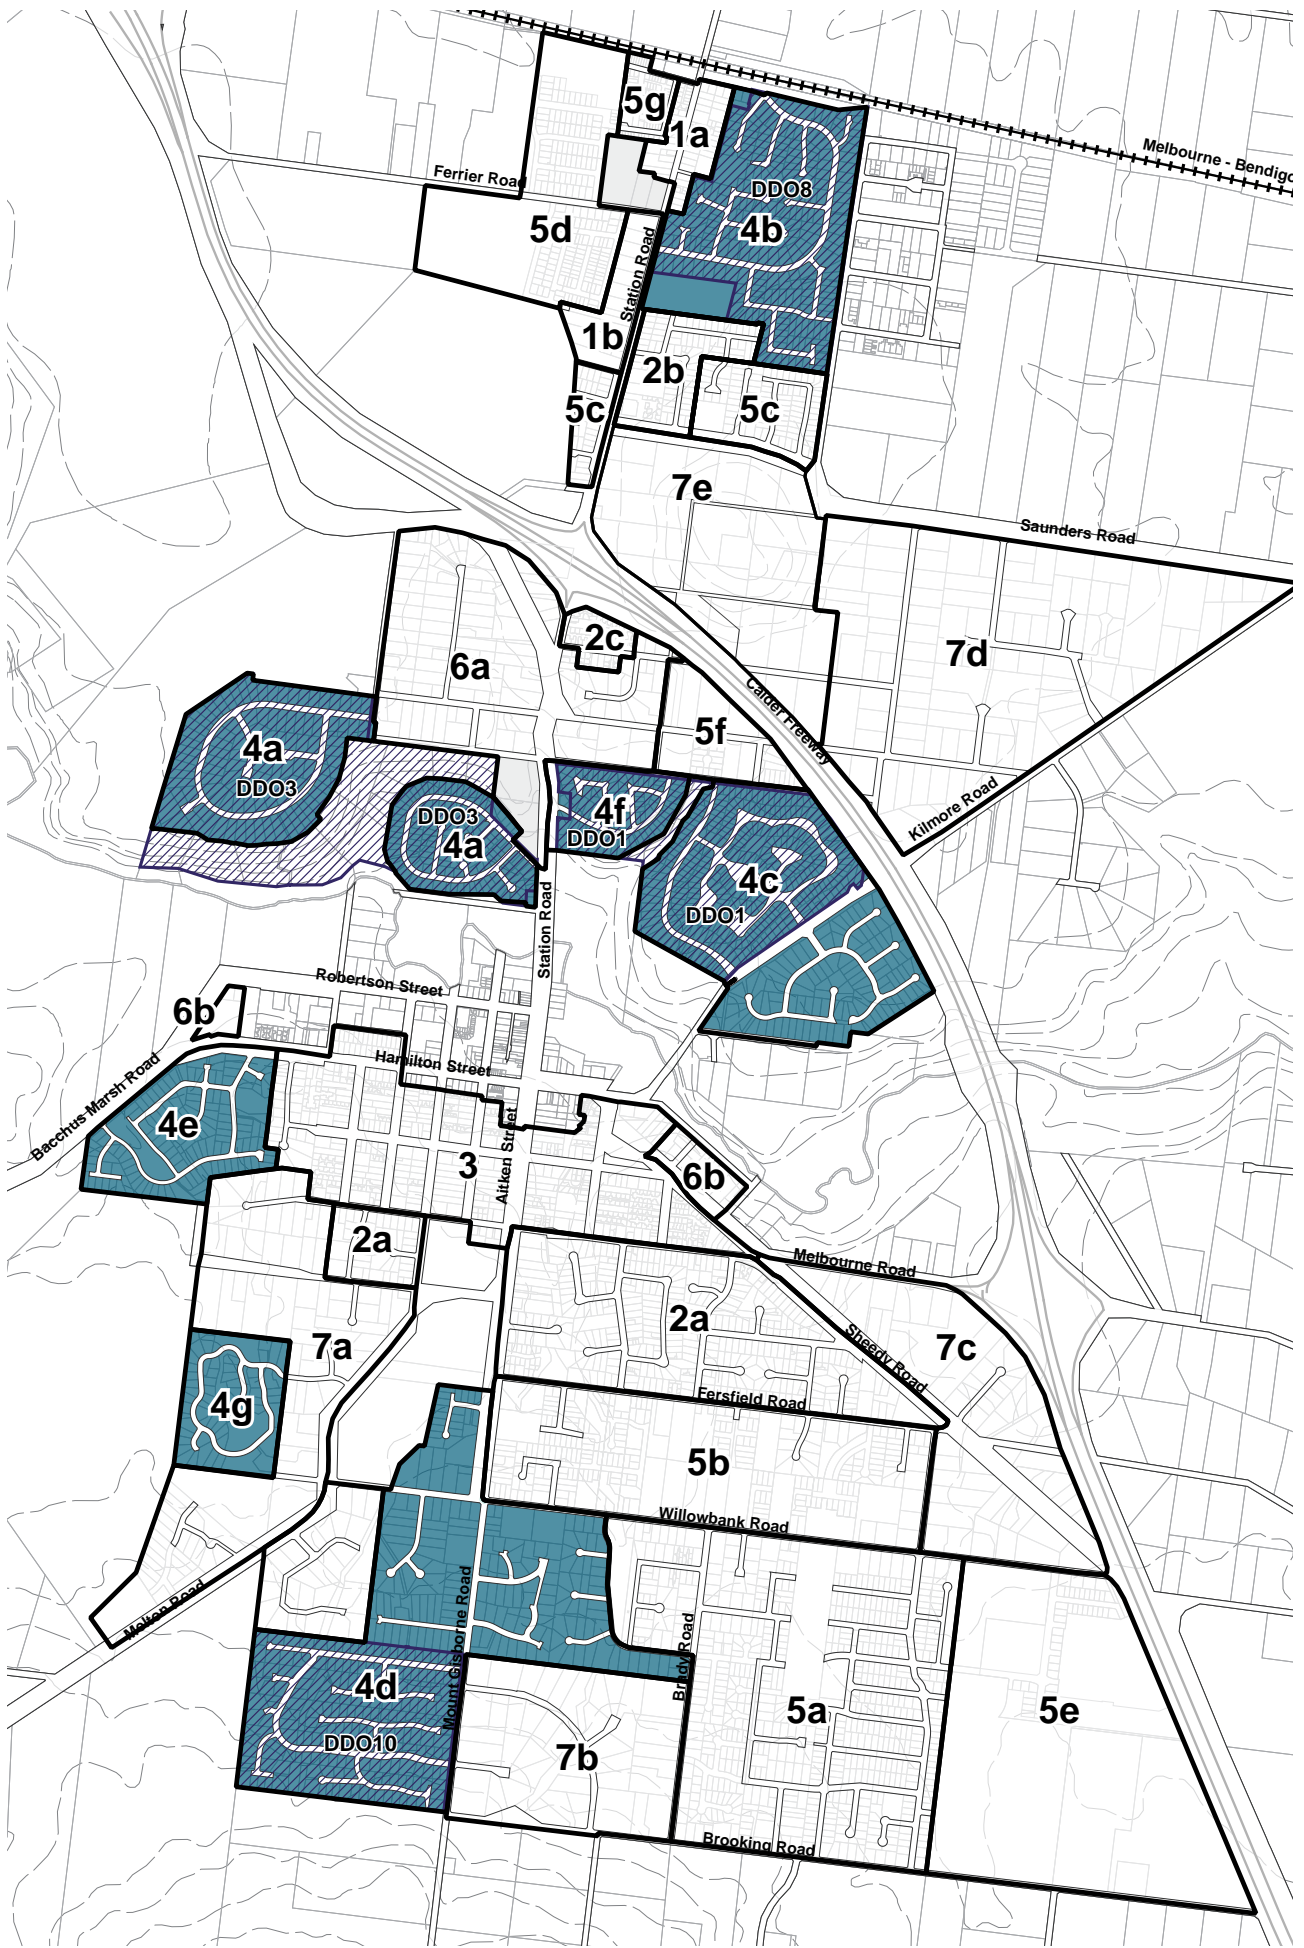 5g
1a
Melbourne - Bendigo
Ferrier Road
DDO8
5d
4b
Station Road
1b
2b
5c
5c
7e
Saunders Road
2c
6a
7d
Calder Freeway
5f
4a
DDO3
DDO3
4a
4f
DDO1
Kilmore Road
4c
DDO1
Station Road
Robertson Street
6b
Hamilton Street
Bacchus Marsh Road
4e
Aitken Street
3
6b
2a
Melbourne Road
2a
7a
Sheedy Road
7c
4g
Fersfield Road
5b
Willowbank Road
Melton Road
Mount Gisborne Road
Brady Road
4d
5a
5e
DDO10
7b
Brooking Road